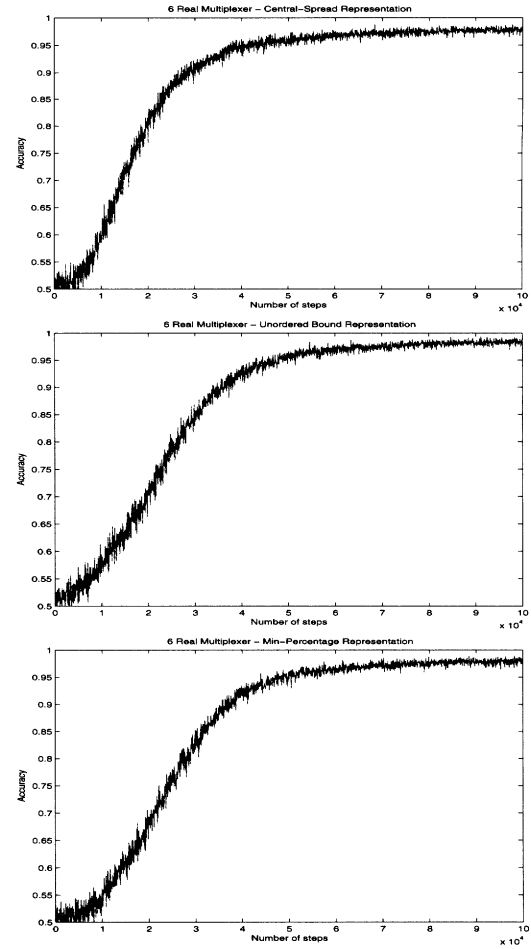 6 Real Multiplexer – Central–Spread Representation
1
0.95
0.9
0.85
0.8
0.75
0.7
0.65
0.6
0.55
0.5
Accuracy
0 1 2 3 4 5 6 7 8 9 10
Number of steps
x 10⁴
6 Real Multiplexer – Unordered Bound Representation
1
0.95
0.9
0.85
0.8
0.75
0.7
0.65
0.6
0.55
0.5
Accuracy
0 1 2 3 4 5 6 7 8 9 10
Number of steps
x 10⁴
6 Real Multiplexer – Min–Percentage Representation
1
0.95
0.9
0.85
0.8
0.75
0.7
0.65
0.6
0.55
0.5
Accuracy
0 1 2 3 4 5 6 7 8 9 10
Number of steps
x 10⁴